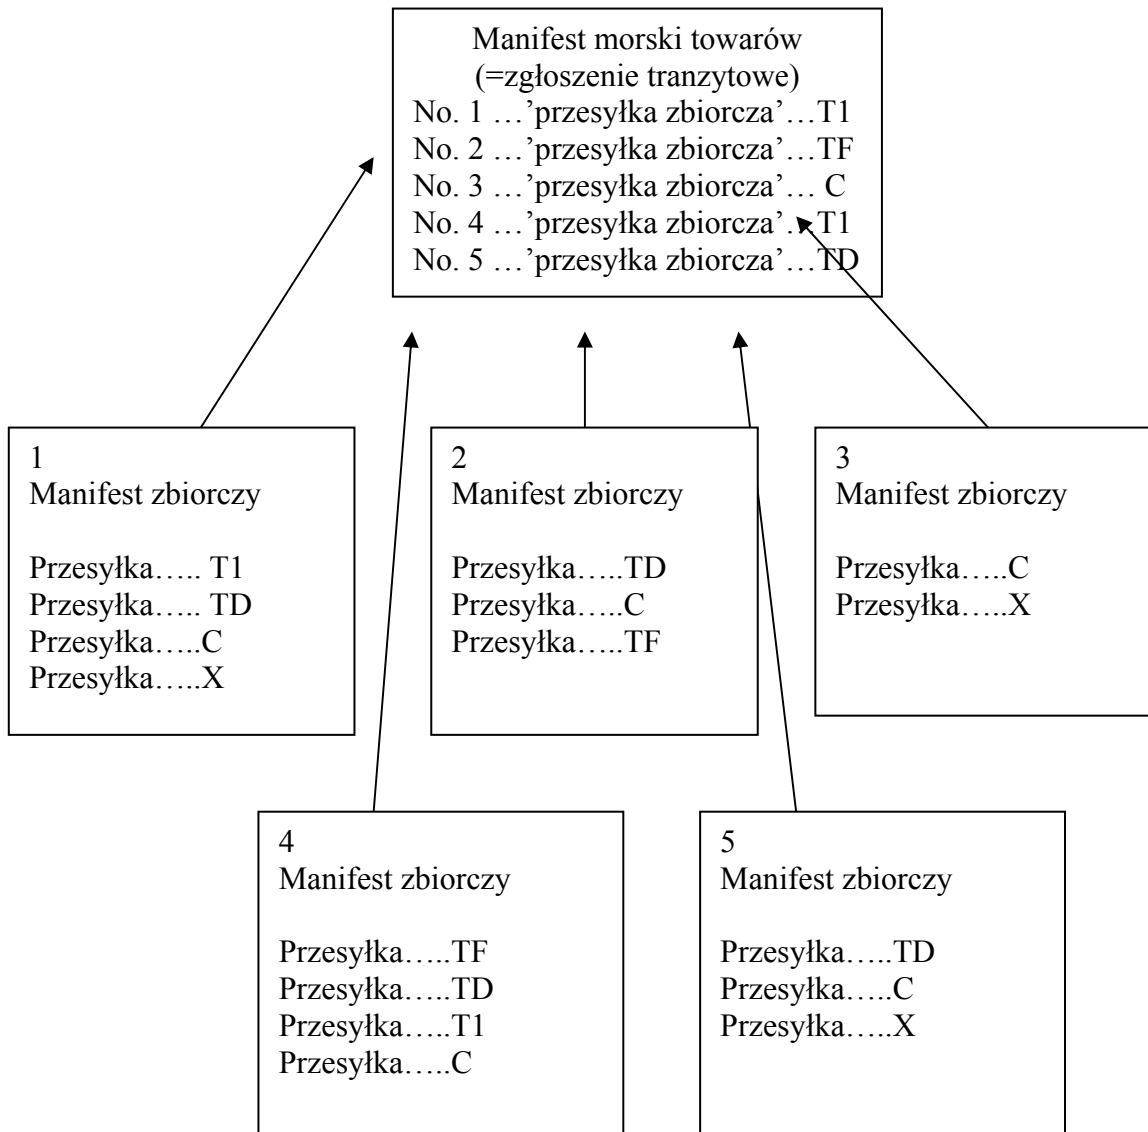 Manifest morski towarów
(=zgłoszenie tranzytowe)
No. 1 …’przesyłka zbiorcza’…T1
No. 2 …’przesyłka zbiorcza’…TF
No. 3 …’przesyłka zbiorcza’… C
No. 4 …’przesyłka zbiorcza’…T1
No. 5 …’przesyłka zbiorcza’…TD
1
Manifest zbiorczy
Przesyłka….. T1
Przesyłka….. TD
Przesyłka…..C
Przesyłka…..X
2
Manifest zbiorczy
Przesyłka…..TD
Przesyłka…..C
Przesyłka…..TF
3
Manifest zbiorczy
Przesyłka…..C
Przesyłka…..X
4
Manifest zbiorczy
Przesyłka…..TF
Przesyłka…..TD
Przesyłka…..T1
Przesyłka…..C
5
Manifest zbiorczy
Przesyłka…..TD
Przesyłka…..C
Przesyłka…..X